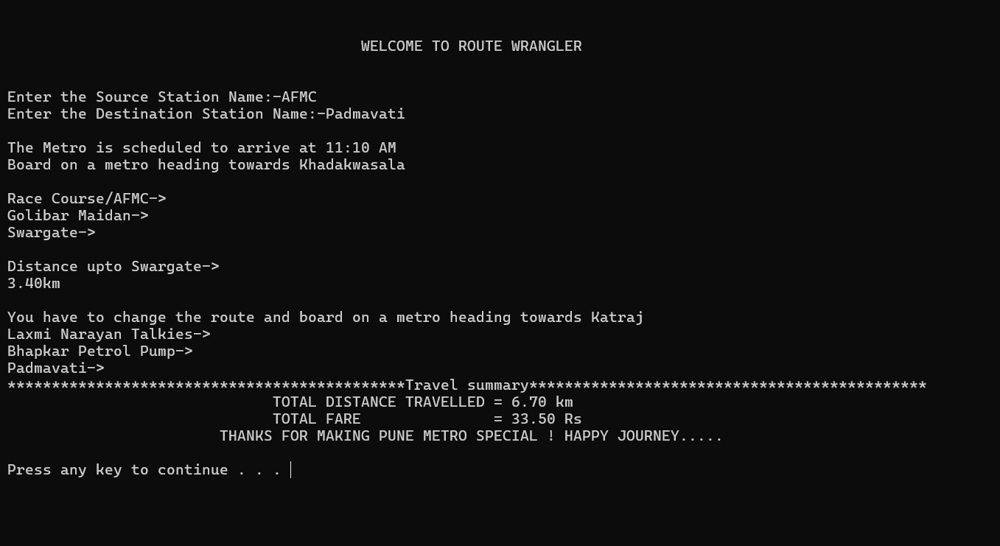 WELCOME TO ROUTE WRANGLER
Enter the Source Station Name:-AFMC
Enter the Destination Station Name:-Padmavati
The Metro is scheduled to arrive at 11:10 AM
Board on a metro heading towards Khadakwasala
Race Course/AFMC->
Golibar Maidan->
Swargate->
Distance upto Swargate->
3.40km
You have to change the route and board on a metro heading towards Katraj
Laxmi Narayan Talkies->
Bhapkar Petrol Pump->
Padmavati->
*********************************************Travel summary*********************************************
TOTAL DISTANCE TRAVELLED = 6.70 km
TOTAL FARE = 33.50 Rs
THANKS FOR MAKING PUNE METRO SPECIAL ! HAPPY JOURNEY.....
Press any key to continue . . .